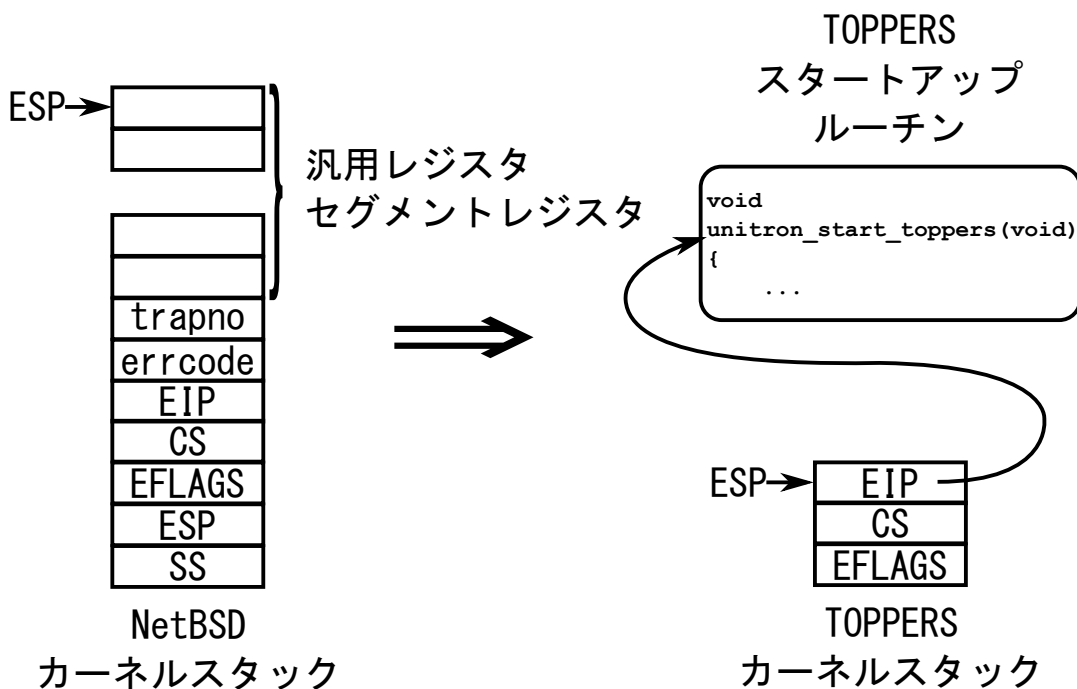 ESP
汎用レジスタ
セグメントレジスタ
trapno
errcode
EIP
CS
EFLAGS
ESP
SS
NetBSD
カーネルスタック
TOPPERS
スタートアップ
ルーチン
void
unitron_start_toppers(void)
{
...
ESP
EIP
CS
EFLAGS
TOPPERS
カーネルスタック